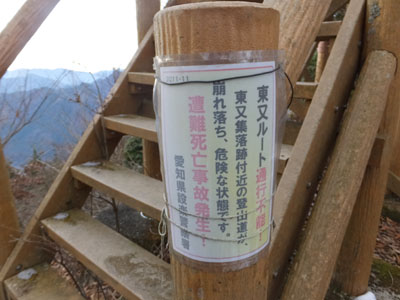 東又ルート通行不能！
東又集落跡付近の登山道が、
崩れ落ち、危険な状態です。
遭難死亡事故発生！
愛知県設楽警察署
2011-11